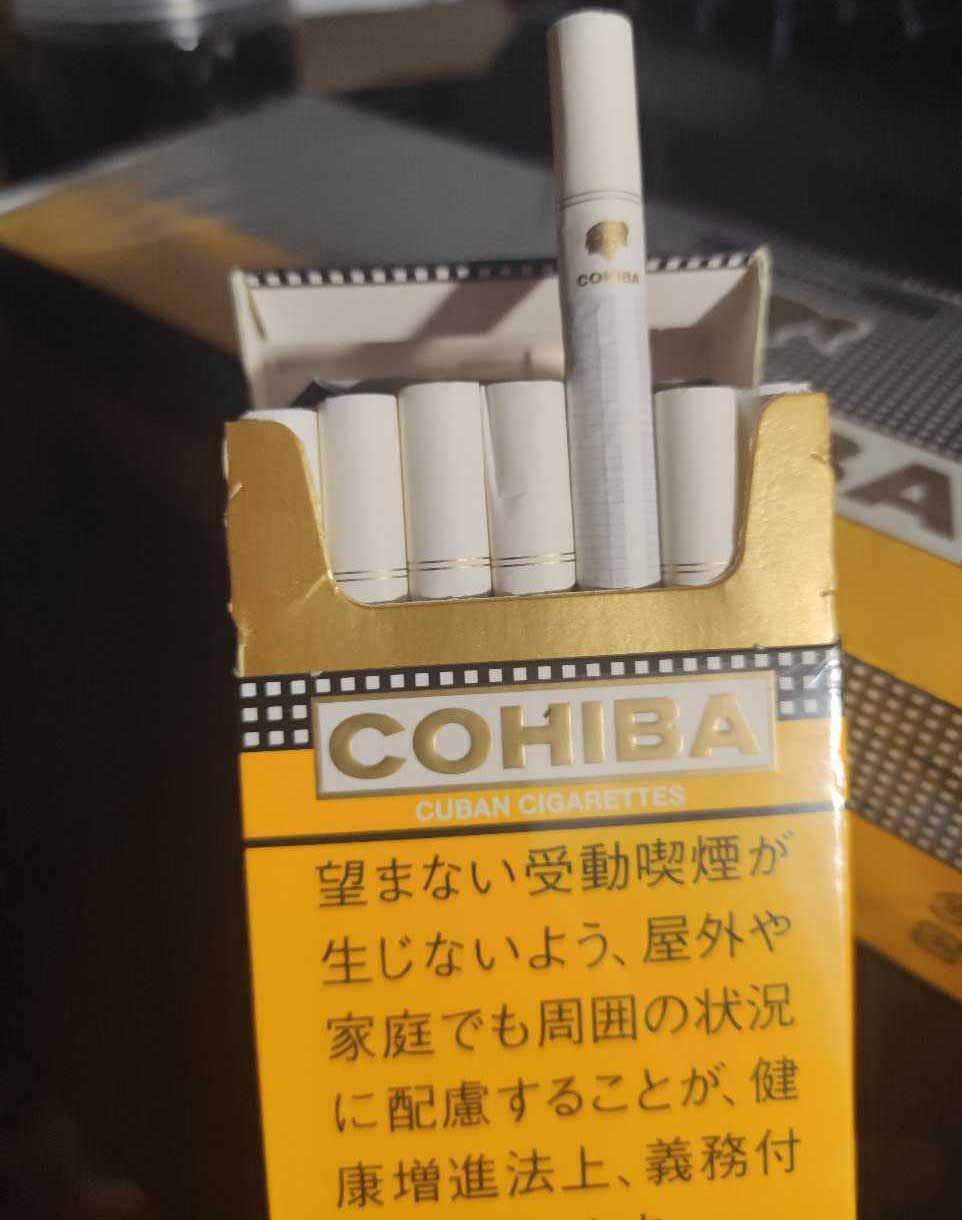 COHIBA
COHIBA
CUBAN CIGARETTES
望まない受動喫煙が
生じないよう、屋外や
家庭でも周囲の状況
に配慮することが、健
康増進法上、義務付
BA